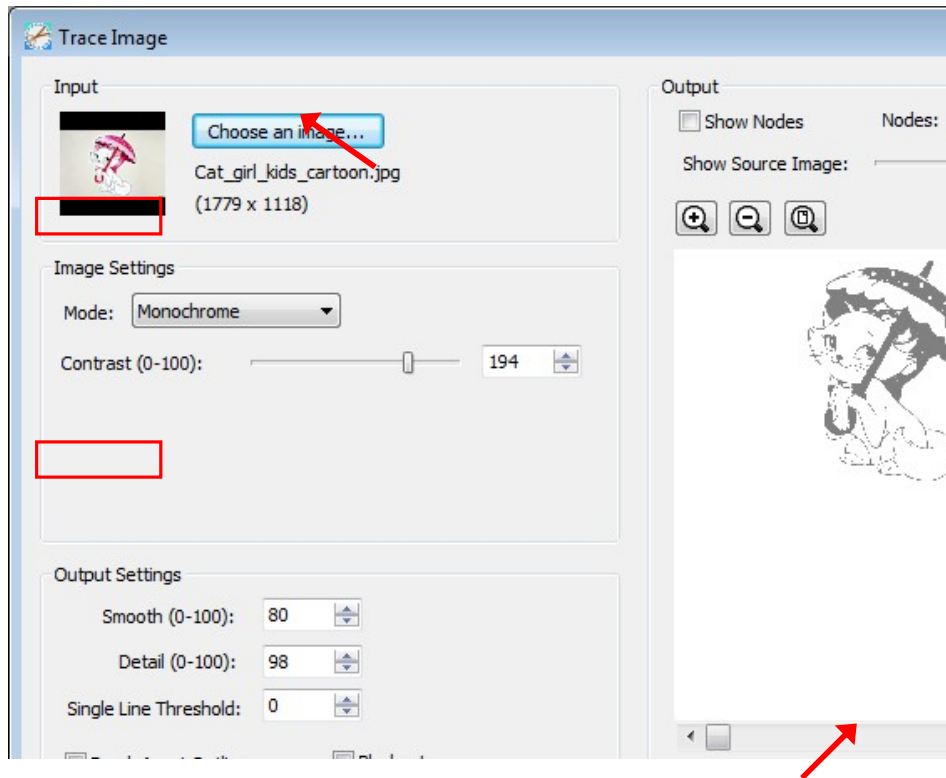 Trace Image
Input
Choose an image...
Cat_girl_kids_cartoon.jpg
(1779 x 1118)
Image Settings
Mode: Monochrome
Contrast (0-100): 194
Output Settings
Smooth (0-100): 80
Detail (0-100): 98
Single Line Threshold: 0
Output
Show Nodes Nodes:
Show Source Image: